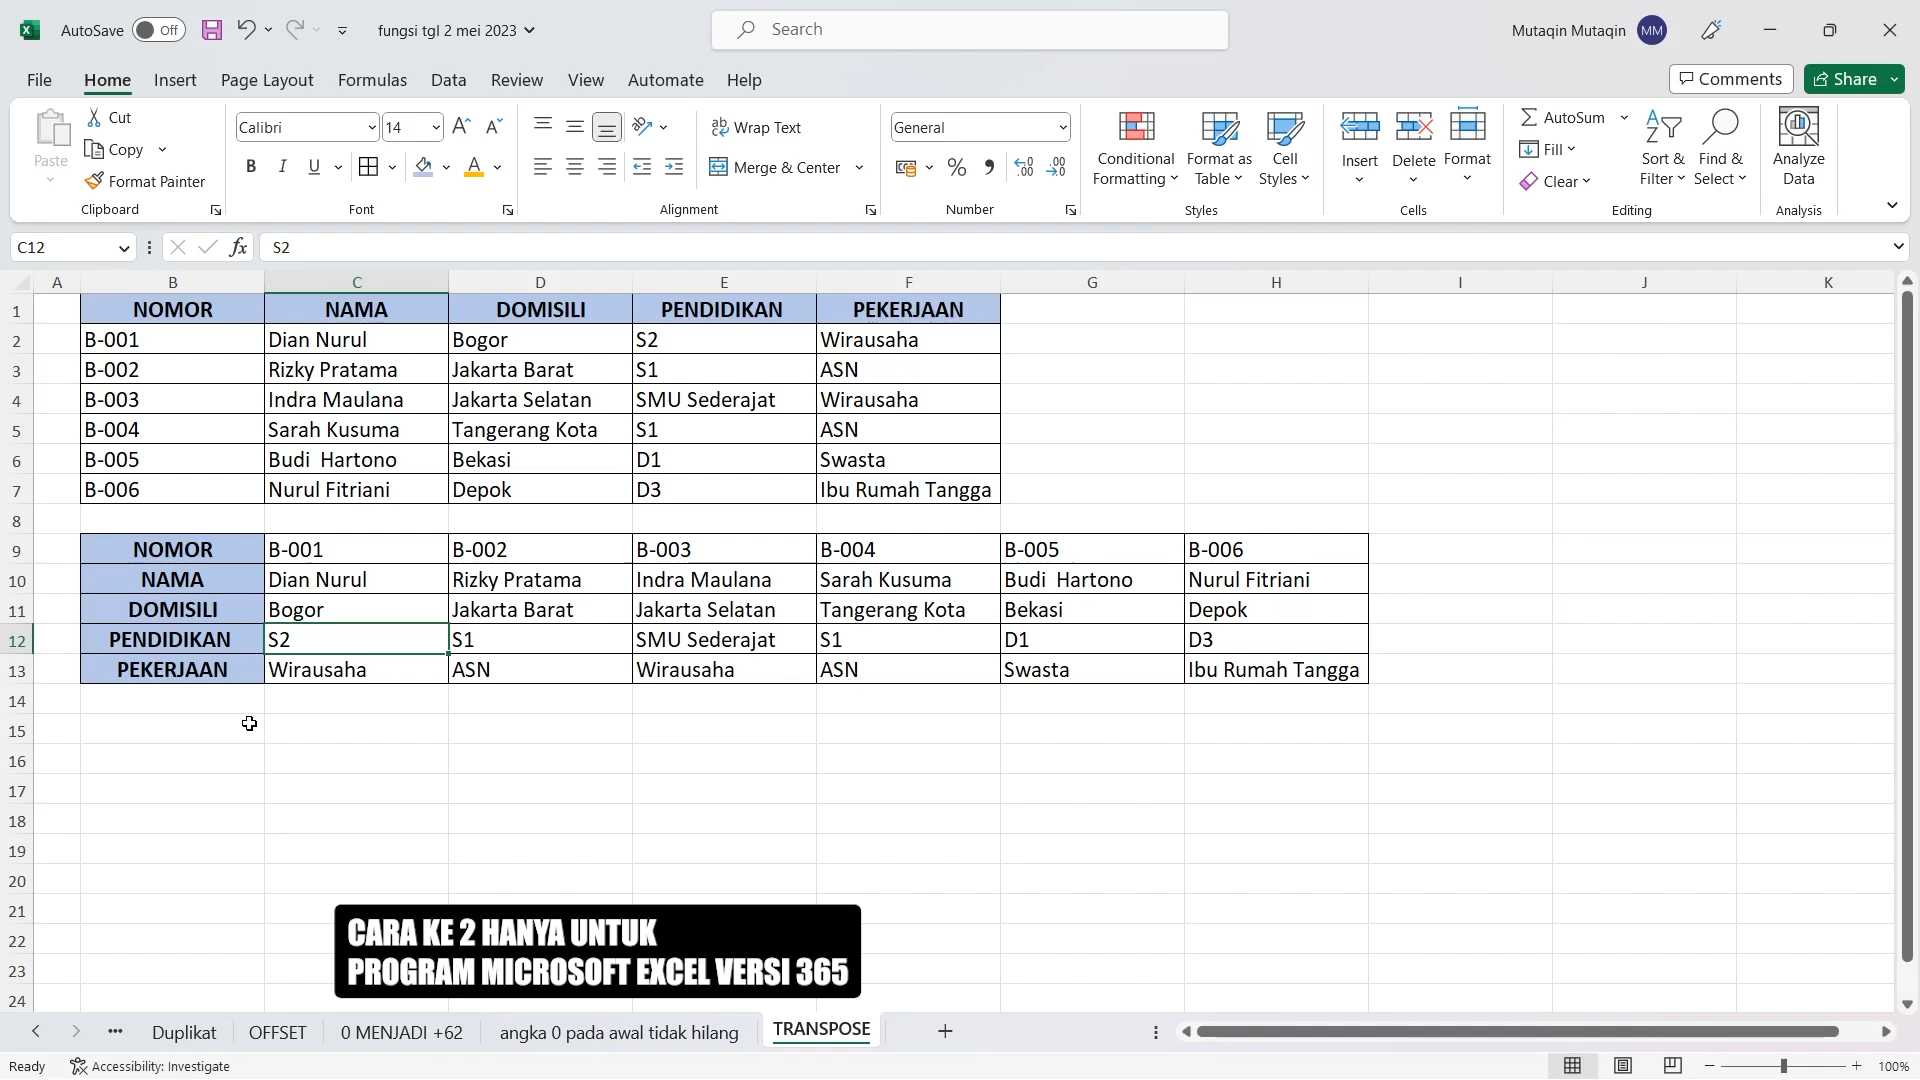 AutoSave Off fungsi tgl 2 mei 2023 Search Mutaqin Mutaqin MM
File Home Insert Page Layout Formulas Data Review View Automate Help Comments Share
Paste Cut Copy Format Painter Clipboard
Calibri 14 B I U A Font
ab Wrap Text Merge & Center Alignment
General % Number
Conditional Formatting Format as Table Cell Styles Styles
Insert Delete Format Cells
AutoSum Fill Clear Sort & Filter Find & Select Editing
Analyze Data Analysis
C12 fx S2
A B C D E F G H I J K
1 NOMOR NAMA DOMISILI PENDIDIKAN PEKERJAAN
2 B-001 Dian Nurul Bogor S2 Wirausaha
3 B-002 Rizky Pratama Jakarta Barat S1 ASN
4 B-003 Indra Maulana Jakarta Selatan SMU Sederajat Wirausaha
5 B-004 Sarah Kusuma Tangerang Kota S1 ASN
6 B-005 Budi  Hartono Bekasi D1 Swasta
7 B-006 Nurul Fitriani Depok D3 Ibu Rumah Tangga
8
9 NOMOR B-001 B-002 B-003 B-004 B-005 B-006
10 NAMA Dian Nurul Rizky Pratama Indra Maulana Sarah Kusuma Budi  Hartono Nurul Fitriani
11 DOMISILI Bogor Jakarta Barat Jakarta Selatan Tangerang Kota Bekasi Depok
12 PENDIDIKAN S2 S1 SMU Sederajat S1 D1 D3
13 PEKERJAAN Wirausaha ASN Wirausaha ASN Swasta Ibu Rumah Tangga
14
15
16
17
18
19
20
21
22
23
24
CARA KE 2 HANYA UNTUK
PROGRAM MICROSOFT EXCEL VERSI 365
Duplikat OFFSET 0 MENJADI +62 angka 0 pada awal tidak hilang TRANSPOSE
Ready Accessibility: Investigate 100%